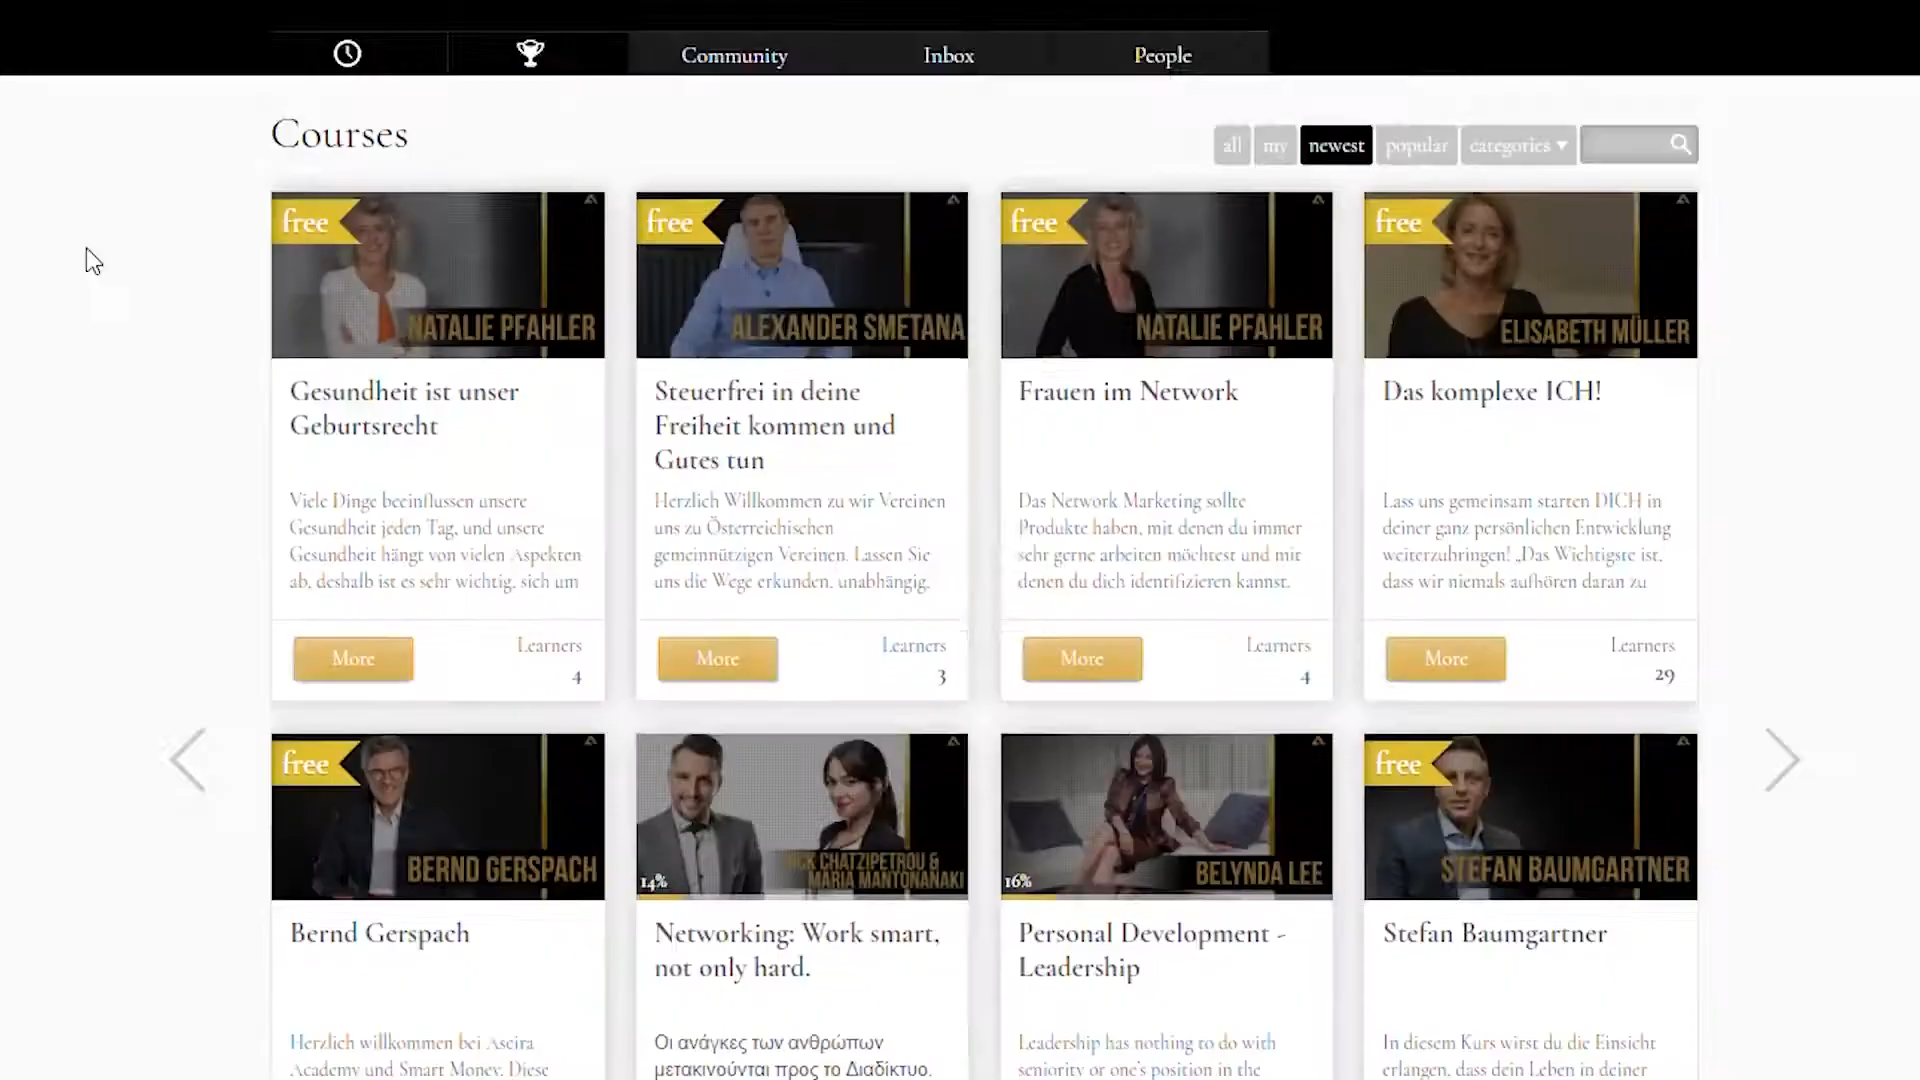 Community
Inbox
People
Courses
all
my
newest
popular
categories ▼
free
NATALIE PFAHLER
Gesundheit ist unser
Geburtsrecht
Viele Dinge beeinflussen unsere
Gesundheit jeden Tag, und unsere
Gesundheit hängt von vielen Aspekten
ab, deshalb ist es sehr wichtig, sich um
More
Learners
4
free
ALEXANDER SMETANA
Steuerfrei in deine
Freiheit kommen und
Gutes tun
Herzlich Willkommen zu wir Vereinen
uns zu Österreichischen
gemeinnützigen Vereinen. Lassen Sie
uns die Wege erkunden, unabhängig,
More
Learners
3
free
NATALIE PFAHLER
Frauen im Network
Das Network Marketing sollte
Produkte haben, mit denen du immer
sehr gerne arbeiten möchtest und mit
denen du dich identifizieren kannst.
More
Learners
4
free
ELISABETH MÜLLER
Das komplexe ICH!
Lass uns gemeinsam starten DICH in
deiner ganz persönlichen Entwicklung
weiterzubringen! „Das Wichtigste ist,
dass wir niemals aufhören daran zu
More
Learners
29
free
BERND GERSPACH
Bernd Gerspach
Herzlich willkommen bei Ascira
Academy und Smart Money. Diese
14%
CHATZIPETROU &
MARIA MANTONANAKI
Networking: Work smart,
not only hard.
Οι ανάγκες των ανθρώπων
μετακινούνται προς το Διαδίκτυο.
16%
BELYNDA LEE
Personal Development -
Leadership
Leadership has nothing to do with
seniority or one's position in the
free
STEFAN BAUMGARTNER
Stefan Baumgartner
In diesem Kurs wirst du die Einsicht
erlangen, dass dein Leben in deiner